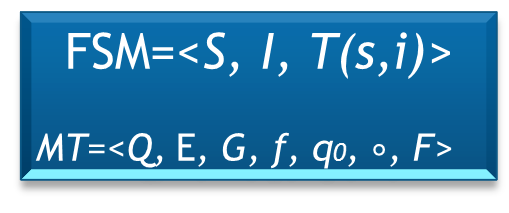 FSM=<S, I, T(s,i)>
MT=<Q, E, G, f, q0, ∘, F>